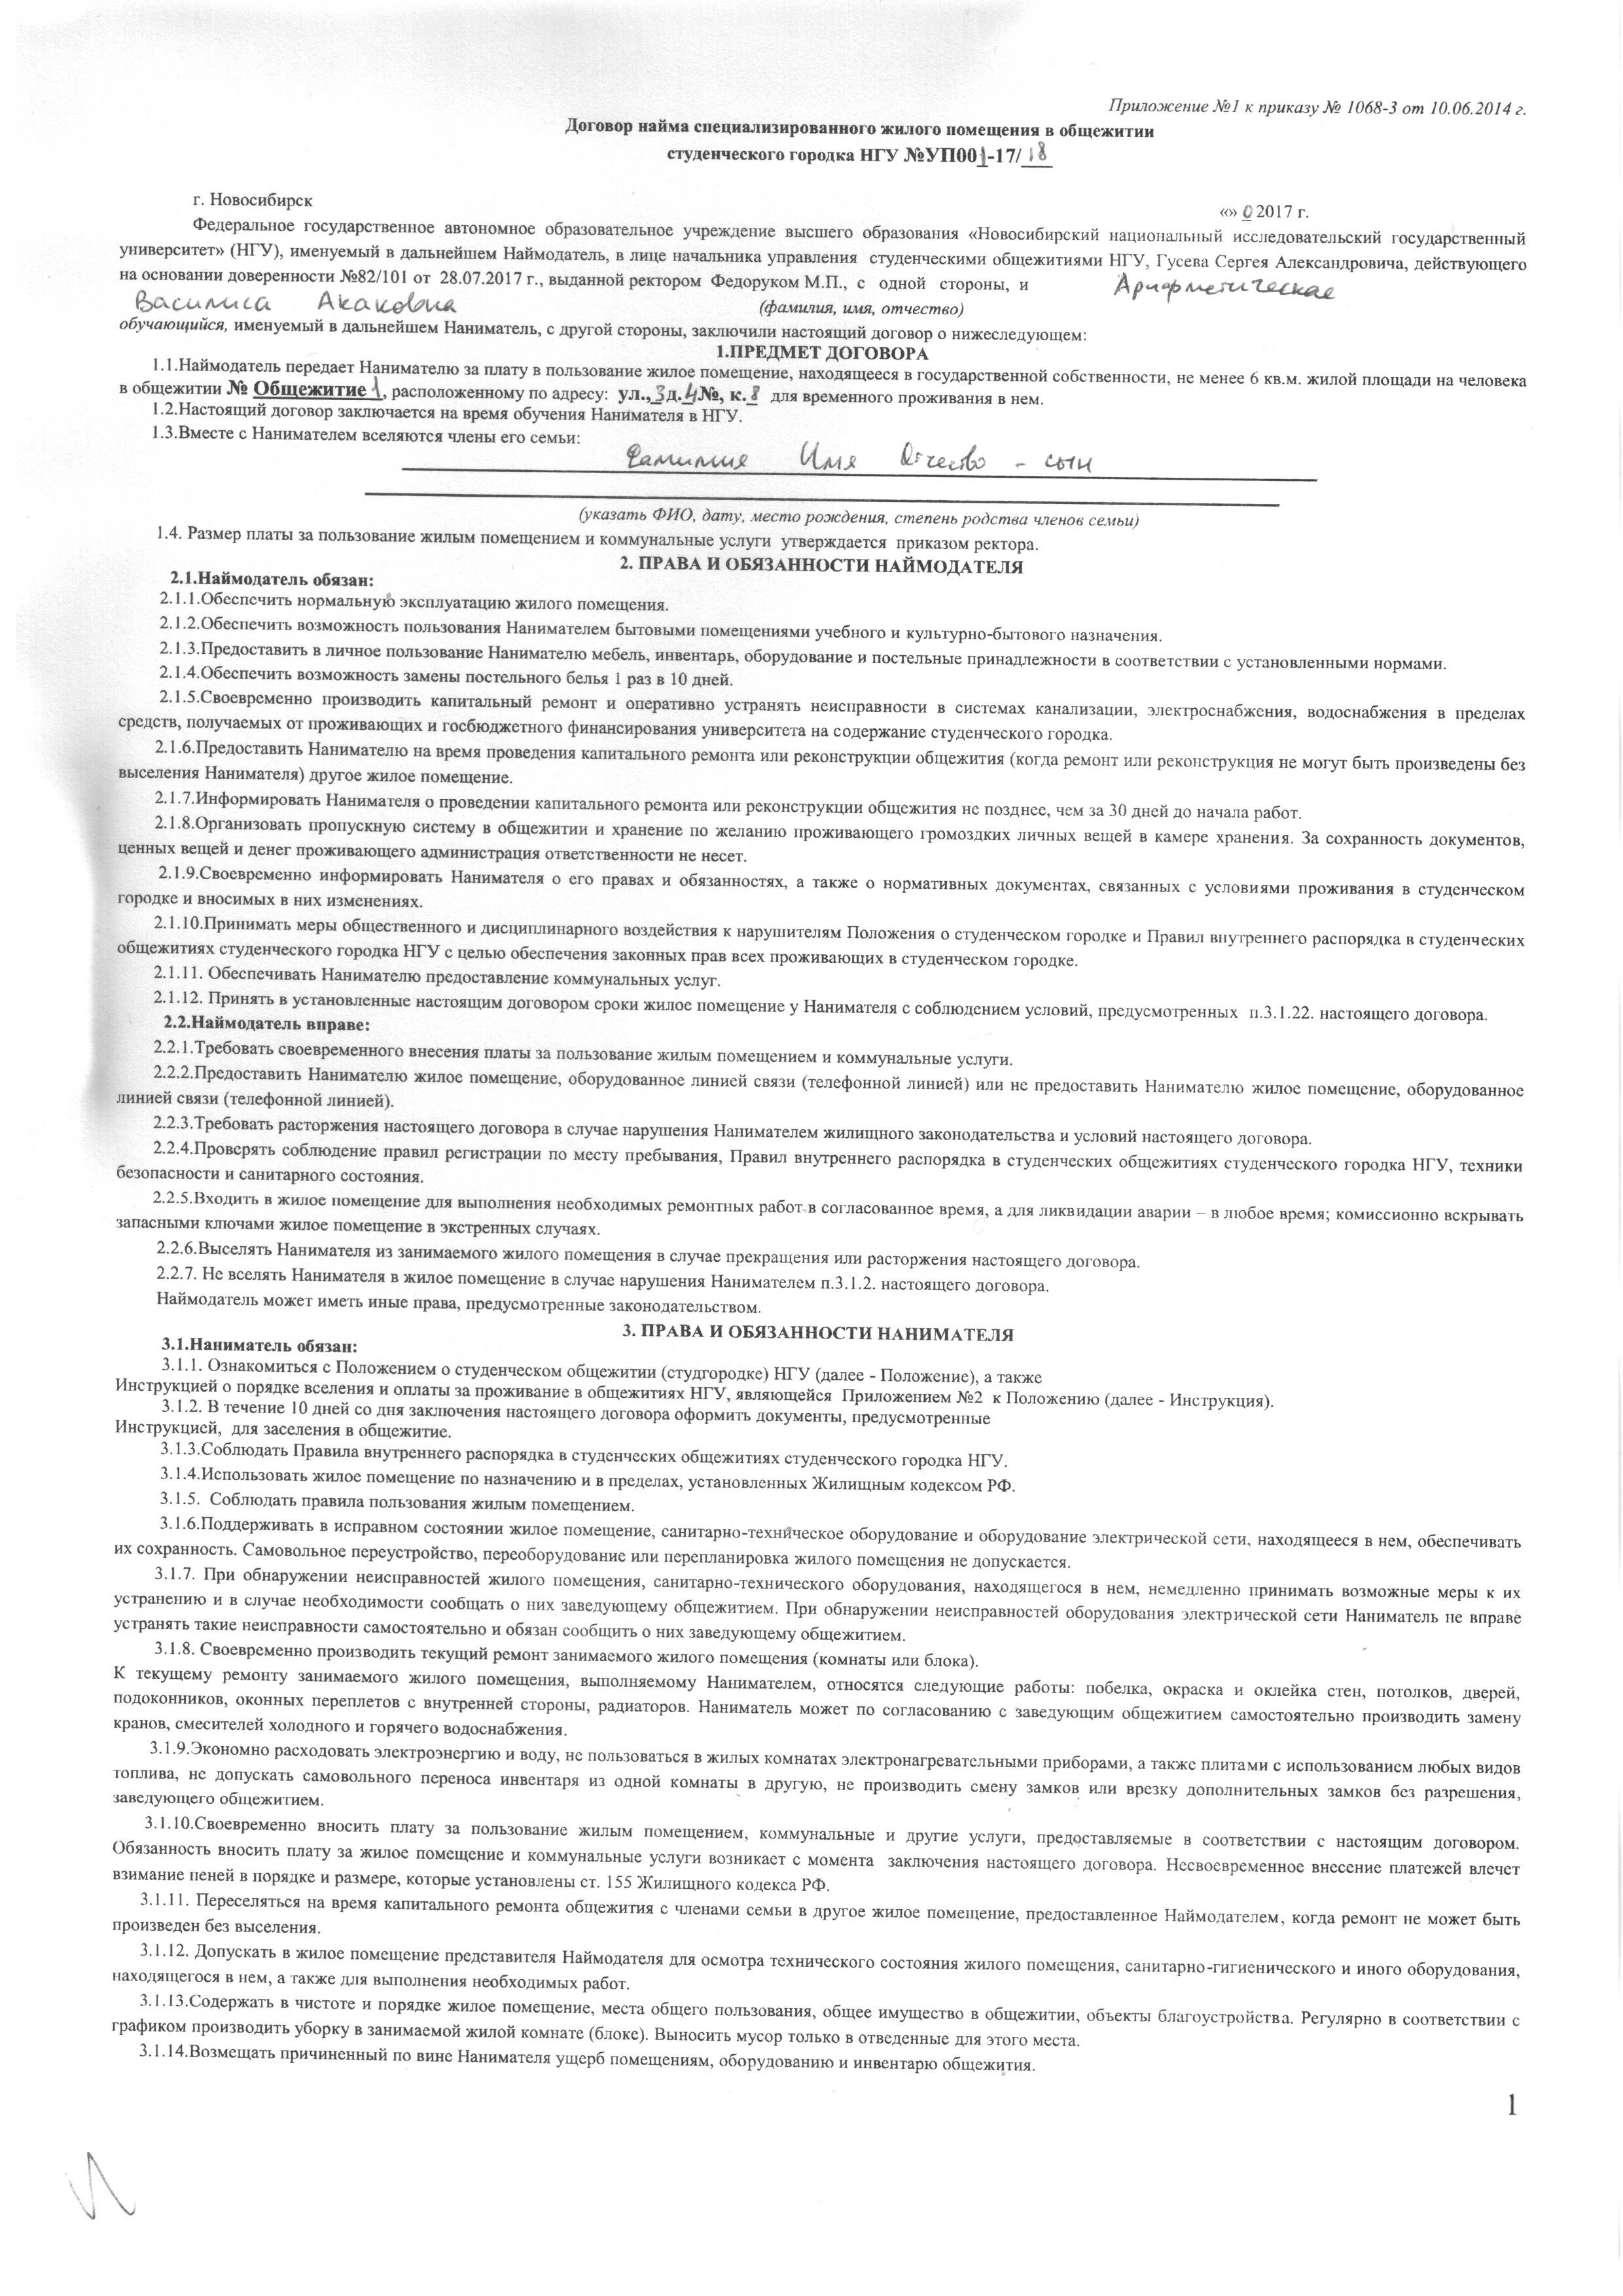 Приложение №1 к приказу № 1068-3 от 10.06.2014 г.
Договор найма специализированного жилого помещения в общежитии
студенческого городка НГУ №УП001-17/18
г. Новосибирск
«» 0 2017 г.
Федеральное государственное автономное образовательное учреждение высшего образования «Новосибирский национальный исследовательский государственный
университет» (НГУ), именуемый в дальнейшем Наймодатель, в лице начальника управления студенческими общежитиями НГУ, Гусева Сергея Александровича, действующего
на основании доверенности №82/101 от 28.07.2017 г., выданной ректором Федоруком М.П., с одной стороны, и Арифметическая
Василиса Акаковна (фамилия, имя, отчество)
обучающийся, именуемый в дальнейшем Наниматель, с другой стороны, заключили настоящий договор о нижеследующем:
1.ПРЕДМЕТ ДОГОВОРА
1.1.Наймодатель передает Нанимателю за плату в пользование жилое помещение, находящееся в государственной собственности, не менее 6 кв.м. жилой площади на человека
в общежитии № Общежитие 1, расположенному по адресу: ул., 3 д. 4 №, к. 8 для временного проживания в нем.
1.2.Настоящий договор заключается на время обучения Нанимателя в НГУ.
1.3.Вместе с Нанимателем вселяются члены его семьи:
Фамилия Имя Отчество - сын
(указать ФИО, дату, место рождения, степень родства членов семьи)
1.4. Размер платы за пользование жилым помещением и коммунальные услуги утверждается приказом ректора.
2. ПРАВА И ОБЯЗАННОСТИ НАЙМОДАТЕЛЯ
2.1.Наймодатель обязан:
2.1.1.Обеспечить нормальную эксплуатацию жилого помещения.
2.1.2.Обеспечить возможность пользования Нанимателем бытовыми помещениями учебного и культурно-бытового назначения.
2.1.3.Предоставить в личное пользование Нанимателю мебель, инвентарь, оборудование и постельные принадлежности в соответствии с установленными нормами.
2.1.4.Обеспечить возможность замены постельного белья 1 раз в 10 дней.
2.1.5.Своевременно производить капитальный ремонт и оперативно устранять неисправности в системах канализации, электроснабжения, водоснабжения в пределах
средств, получаемых от проживающих и госбюджетного финансирования университета на содержание студенческого городка.
2.1.6.Предоставить Нанимателю на время проведения капитального ремонта или реконструкции общежития (когда ремонт или реконструкция не могут быть произведены без
выселения Нанимателя) другое жилое помещение.
2.1.7.Информировать Нанимателя о проведении капитального ремонта или реконструкции общежития не позднее, чем за 30 дней до начала работ.
2.1.8.Организовать пропускную систему в общежитии и хранение по желанию проживающего громоздких личных вещей в камере хранения. За сохранность документов,
ценных вещей и денег проживающего администрация ответственности не несет.
2.1.9.Своевременно информировать Нанимателя о его правах и обязанностях, а также о нормативных документах, связанных с условиями проживания в студенческом
городке и вносимых в них изменениях.
2.1.10.Принимать меры общественного и дисциплинарного воздействия к нарушителям Положения о студенческом городке и Правил внутреннего распорядка в студенческих
общежитиях студенческого городка НГУ с целью обеспечения законных прав всех проживающих в студенческом городке.
2.1.11. Обеспечивать Нанимателю предоставление коммунальных услуг.
2.1.12. Принять в установленные настоящим договором сроки жилое помещение у Нанимателя с соблюдением условий, предусмотренных п.3.1.22. настоящего договора.
2.2.Наймодатель вправе:
2.2.1.Требовать своевременного внесения платы за пользование жилым помещением и коммунальные услуги.
2.2.2.Предоставить Нанимателю жилое помещение, оборудованное линией связи (телефонной линией) или не предоставить Нанимателю жилое помещение, оборудованное
линией связи (телефонной линией).
2.2.3.Требовать расторжения настоящего договора в случае нарушения Нанимателем жилищного законодательства и условий настоящего договора.
2.2.4.Проверять соблюдение правил регистрации по месту пребывания, Правил внутреннего распорядка в студенческих общежитиях студенческого городка НГУ, техники
безопасности и санитарного состояния.
2.2.5.Входить в жилое помещение для выполнения необходимых ремонтных работ в согласованное время, а для ликвидации аварии – в любое время; комиссионно вскрывать
запасными ключами жилое помещение в экстренных случаях.
2.2.6.Выселять Нанимателя из занимаемого жилого помещения в случае прекращения или расторжения настоящего договора.
2.2.7. Не вселять Нанимателя в жилое помещение в случае нарушения Нанимателем п.3.1.2. настоящего договора.
Наймодатель может иметь иные права, предусмотренные законодательством.
3. ПРАВА И ОБЯЗАННОСТИ НАНИМАТЕЛЯ
3.1.Наниматель обязан:
3.1.1. Ознакомиться с Положением о студенческом общежитии (студгородке) НГУ (далее - Положение), а также
Инструкцией о порядке вселения и оплаты за проживание в общежитиях НГУ, являющейся Приложением №2 к Положению (далее - Инструкция).
3.1.2. В течение 10 дней со дня заключения настоящего договора оформить документы, предусмотренные
Инструкцией, для заселения в общежитие.
3.1.3.Соблюдать Правила внутреннего распорядка в студенческих общежитиях студенческого городка НГУ.
3.1.4.Использовать жилое помещение по назначению и в пределах, установленных Жилищным кодексом РФ.
3.1.5. Соблюдать правила пользования жилым помещением.
3.1.6.Поддерживать в исправном состоянии жилое помещение, санитарно-техническое оборудование и оборудование электрической сети, находящееся в нем, обеспечивать
их сохранность. Самовольное переустройство, переоборудование или перепланировка жилого помещения не допускается.
3.1.7. При обнаружении неисправностей жилого помещения, санитарно-технического оборудования, находящегося в нем, немедленно принимать возможные меры к их
устранению и в случае необходимости сообщать о них заведующему общежитием. При обнаружении неисправностей оборудования электрической сети Наниматель не вправе
устранять такие неисправности самостоятельно и обязан сообщить о них заведующему общежитием.
3.1.8. Своевременно производить текущий ремонт занимаемого жилого помещения (комнаты или блока).
К текущему ремонту занимаемого жилого помещения, выполняемому Нанимателем, относятся следующие работы: побелка, окраска и оклейка стен, потолков, дверей,
подоконников, оконных переплетов с внутренней стороны, радиаторов. Наниматель может по согласованию с заведующим общежитием самостоятельно производить замену
кранов, смесителей холодного и горячего водоснабжения.
3.1.9.Экономно расходовать электроэнергию и воду, не пользоваться в жилых комнатах электронагревательными приборами, а также плитами с использованием любых видов
топлива, не допускать самовольного переноса инвентаря из одной комнаты в другую, не производить смену замков или врезку дополнительных замков без разрешения,
заведующего общежитием.
3.1.10.Своевременно вносить плату за пользование жилым помещением, коммунальные и другие услуги, предоставляемые в соответствии с настоящим договором.
Обязанность вносить плату за жилое помещение и коммунальные услуги возникает с момента заключения настоящего договора. Несвоевременное внесение платежей влечет
взимание пеней в порядке и размере, которые установлены ст. 155 Жилищного кодекса РФ.
3.1.11. Переселяться на время капитального ремонта общежития с членами семьи в другое жилое помещение, предоставленное Наймодателем, когда ремонт не может быть
произведен без выселения.
3.1.12. Допускать в жилое помещение представителя Наймодателя для осмотра технического состояния жилого помещения, санитарно-гигиенического и иного оборудования,
находящегося в нем, а также для выполнения необходимых работ.
3.1.13.Содержать в чистоте и порядке жилое помещение, места общего пользования, общее имущество в общежитии, объекты благоустройства. Регулярно в соответствии с
графиком производить уборку в занимаемой жилой комнате (блоке). Выносить мусор только в отведенные для этого места.
3.1.14.Возмещать причиненный по вине Нанимателя ущерб помещениям, оборудованию и инвентарю общежития.
1